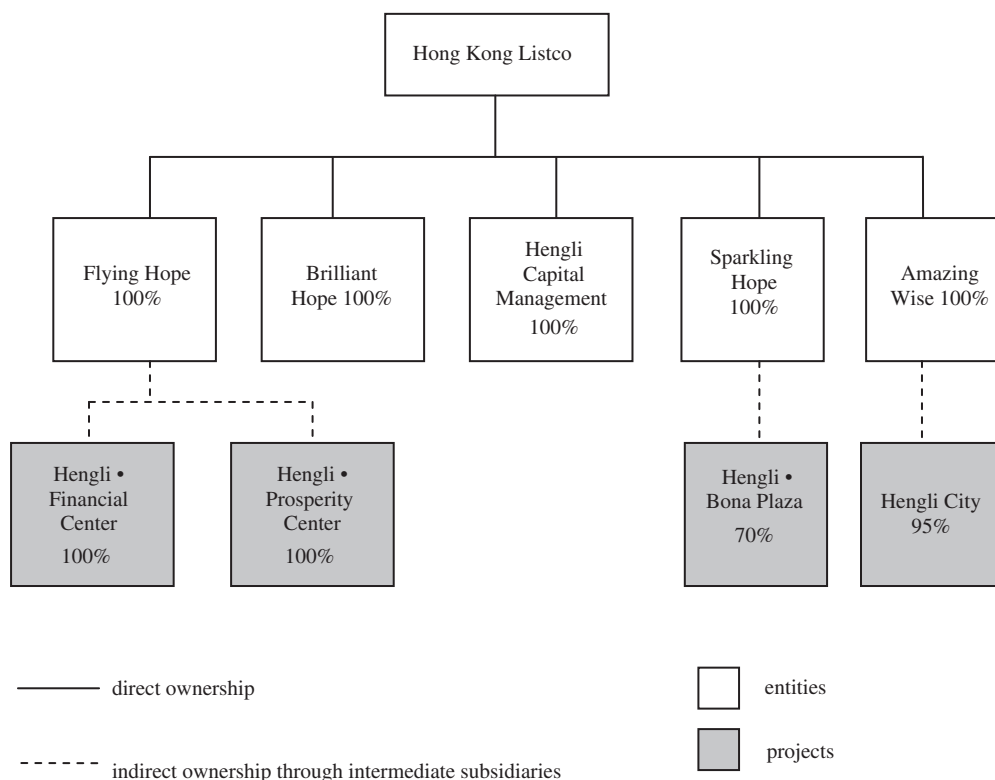 Hong Kong Listco
Flying Hope
100%
Brilliant
Hope 100%
Hengli
Capital
Management
100%
Sparkling
Hope
100%
Amazing
Wise 100%
Hengli •
Financial
Center
100%
Hengli •
Prosperity
Center
100%
Hengli •
Bona Plaza
70%
Hengli City
95%
direct ownership
entities
projects
indirect ownership through intermediate subsidiaries